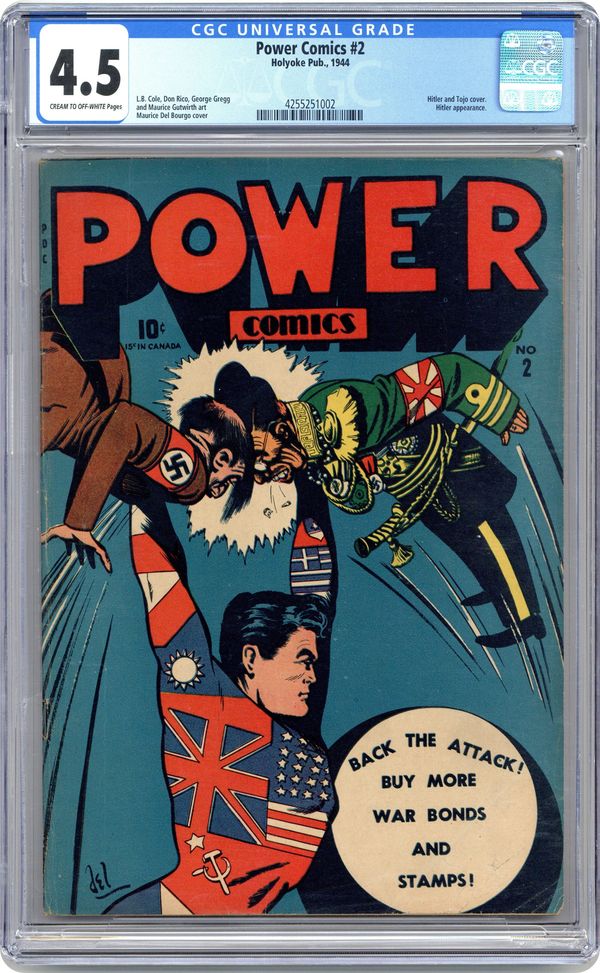 CGC UNIVERSAL GRADE
4.5
CREAM TO OFF-WHITE Pages
Power Comics #2
Holyoke Pub., 1944
L.B. Cole, Don Rico, George Gregg
and Maurice Gutwirth art
Maurice Del Bourgo cover
4255251002
Hitler and Tojo cover.
Hitler appearance.
CGC
PDC
POWER
COMICS
10¢
15¢ IN CANADA
NO
2
BACK THE ATTACK!
BUY MORE
WAR BONDS
AND
STAMPS!
del